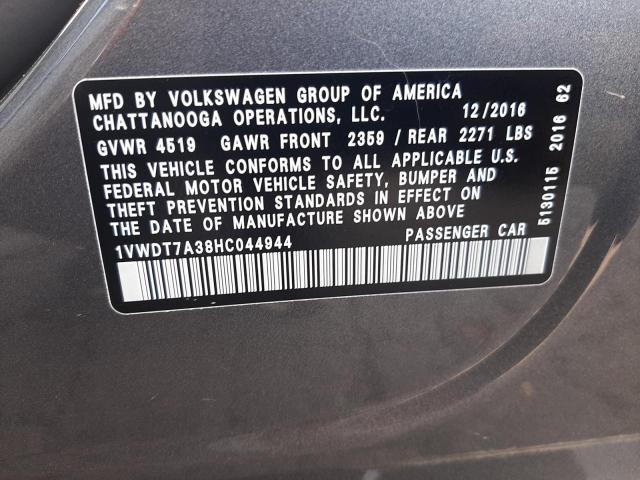 MFD BY VOLKSWAGEN GROUP OF AMERICA
CHATTANOOGA OPERATIONS, LLC. 12/2016
GVWR 4519 GAWR FRONT 2359 / REAR 2271 LBS
THIS VEHICLE CONFORMS TO ALL APPLICABLE U.S.
FEDERAL MOTOR VEHICLE SAFETY, BUMPER AND
THEFT PREVENTION STANDARDS IN EFFECT ON
THE DATE OF MANUFACTURE SHOWN ABOVE
1VWDT7A38HC044944 PASSENGER CAR
5130115 2016 62